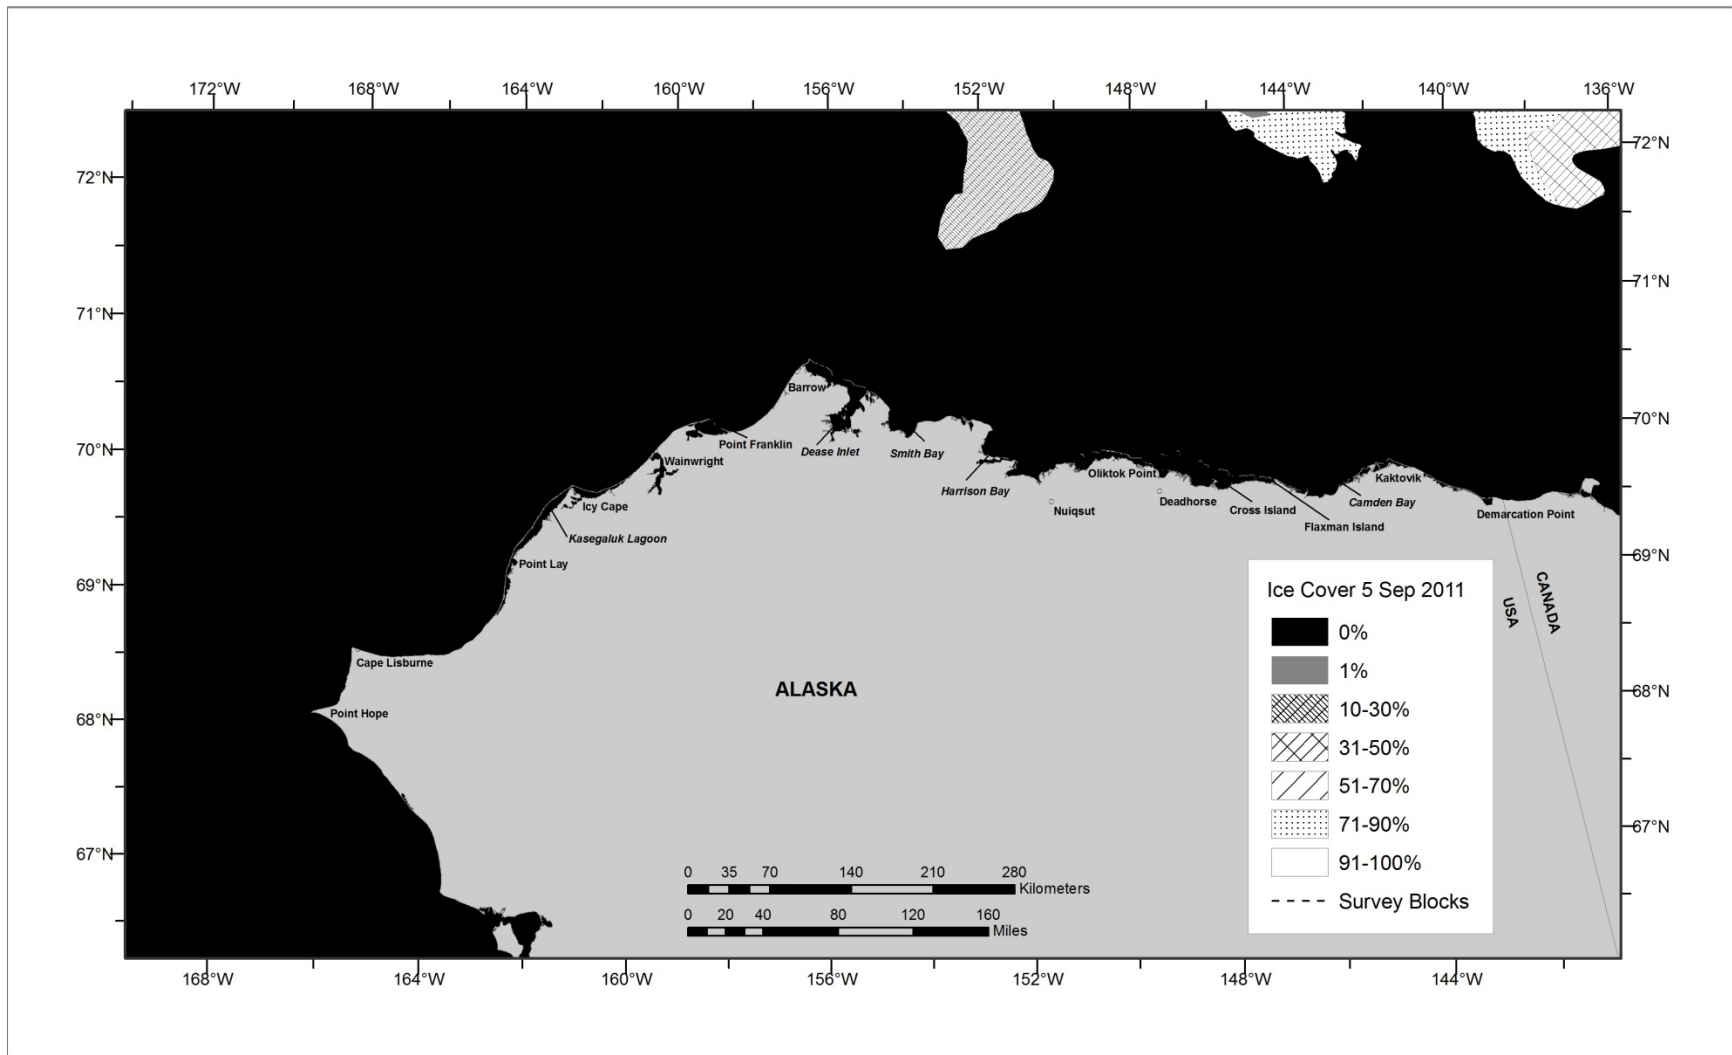 172°W 168°W 164°W 160°W 156°W 152°W 148°W 144°W 140°W 136°W
72°N 72°N
71°N 71°N
70°N 70°N
69°N 69°N
68°N 68°N
67°N 67°N
Barrow
Point Franklin
Dease Inlet
Smith Bay
Wainwright
Harrison Bay
Oliktok Point
Kaktovik
Icy Cape
Nuiqsut
Deadhorse
Cross Island
Camden Bay
Demarcation Point
Flaxman Island
Kasegaluk Lagoon
Point Lay
Cape Lisburne
Point Hope
ALASKA
USA
CANADA
Ice Cover 5 Sep 2011
0%
1%
10-30%
31-50%
51-70%
71-90%
91-100%
Survey Blocks
0 35 70 140 210 280
Kilometers
0 20 40 80 120 160
Miles
168°W 164°W 160°W 156°W 152°W 148°W 144°W